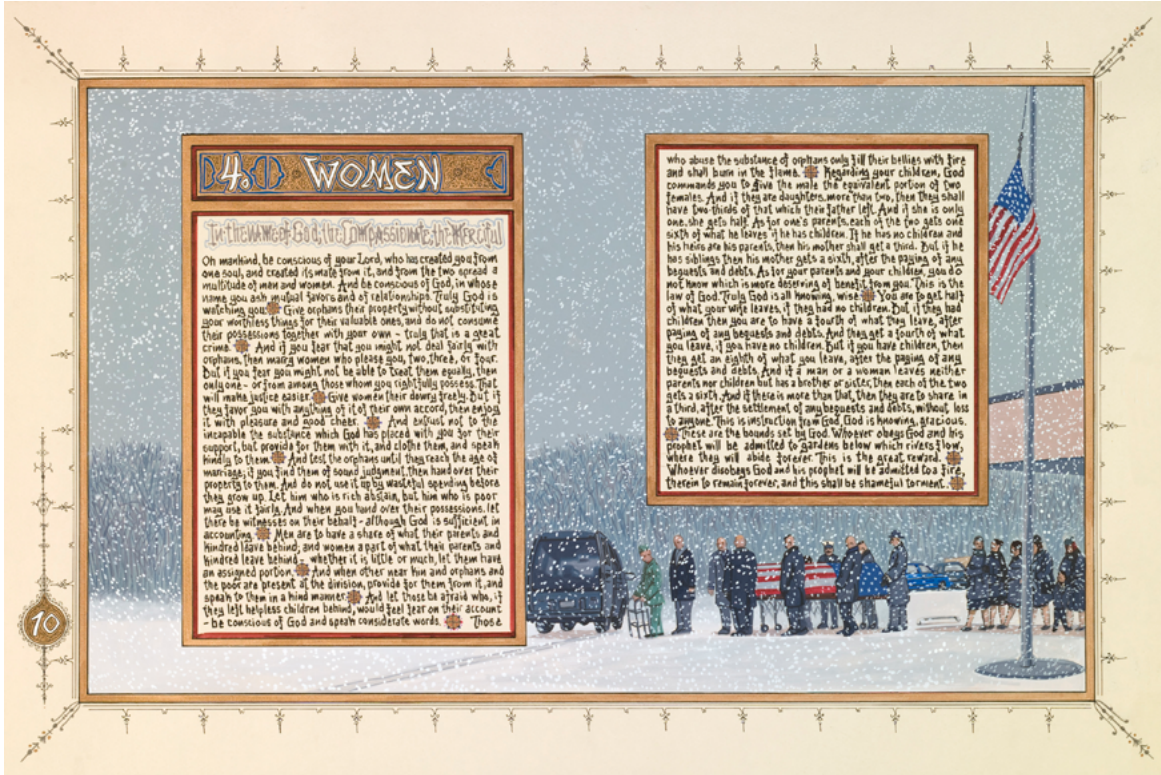 4. WOMEN
In the name of God, the Compassionate, the Merciful
Oh mankind, be conscious of your Lord, who has created you from
one soul, and created its mate from it, and from the two spread a
multitude of men and women. And be conscious of God, in whose
name you ask mutual favors and of relationships. Truly God is
watching you. Give orphans their property without substituting
your worthless things for their valuable ones, and do not consume
their possessions together with your own - truly that is a great
crime. And if you fear that you might not deal fairly with
orphans, then marry women who please you, two, three, or four.
But if you fear you might not be able to treat them equally, then
only one - or from among those whom you rightfully possess. That
will make justice easier. Give women their dowry freely. But if
they favor you with anything of it of their own accord, then enjoy
it with pleasure and good cheer. And entrust not to the
incapable the substance which God has placed with you for their
support, but provide for them with it, and clothe them, and speak
kindly to them. And test the orphans until they reach the age of
marriage; if you find them of sound judgment, then hand over their
property to them. And do not use it up by wasteful spending before
they grow up. Let him who is rich abstain, but him who is poor
may use it fairly. And when you hand over their possessions, let
there be witnesses on their behalf - although God is sufficient in
accounting. Men are to have a share of what their parents and
kindred leave behind, and women a part of what their parents and
kindred leave behind - whether it is little or much, let them have
an assigned portion. And when other near kin and orphans and
the poor are present at the division, provide for them from it, and
speak to them in a kind manner. And let those be afraid who, if
they left helpless children behind, would feel fear on their account
- be conscious of God and speak considerate words. Those
who abuse the substance of orphans only fill their bellies with fire
and shall burn in the flame. Regarding your children, God
commands you to give the male the equivalent portion of two
females. And if they are daughters, more than two, then they shall
have two-thirds of that which their father left. And if she is only
one, she gets half. As for one's parents, each of the two gets one
sixth of what he leaves if he has children. If he has no children and
his heirs are his parents, then his mother shall get a third. But if he
has siblings then his mother gets a sixth, after the paying of any
bequests and debts. As for your parents and your children, you do
not know which is more deserving of benefit from you. This is the
law of God. Truly God is all knowing, wise. You are to get half
of what your wife leaves, if they had no children. But if they had
children then you are to have a fourth of what they leave, after
paying of any bequests and debts. And they get a fourth of what
you leave, if you have no children. But if you have children, then
they get an eighth of what you leave, after the paying of any
bequests and debts. And if a man or a woman leaves neither
parents nor children but has a brother or sister, then each of the two
gets a sixth. And if there is more than that, then they are to share in
a third, after the settlement of any bequests and debts, without loss
to anyone. This is instruction from God. God is knowing, gracious.
These are the bounds set by God. Whoever obeys God and his
prophet will be admitted to gardens below which rivers flow,
where they will abide forever. This is the great reward.
Whoever disobeys God and his prophet will be admitted to a fire,
therein to remain forever, and this shall be shameful torment.
10